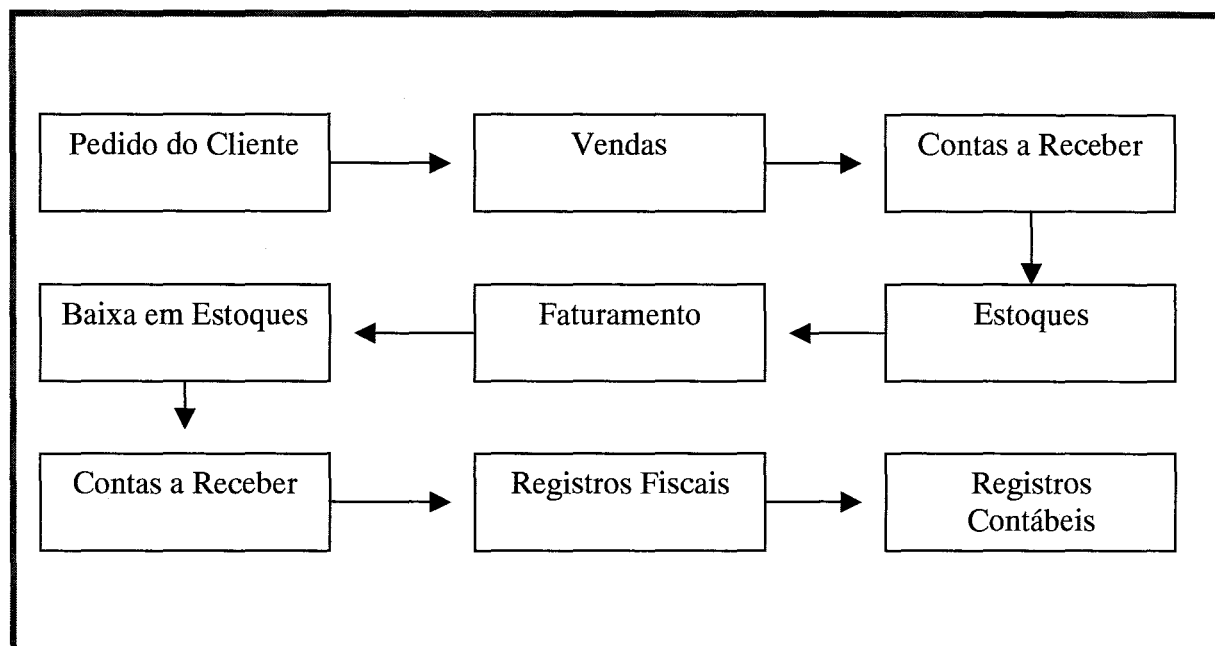 Pedido do Cliente
Vendas
Contas a Receber
Baixa em Estoques
Faturamento
Estoques
Contas a Receber
Registros Fiscais
Registros
Contábeis